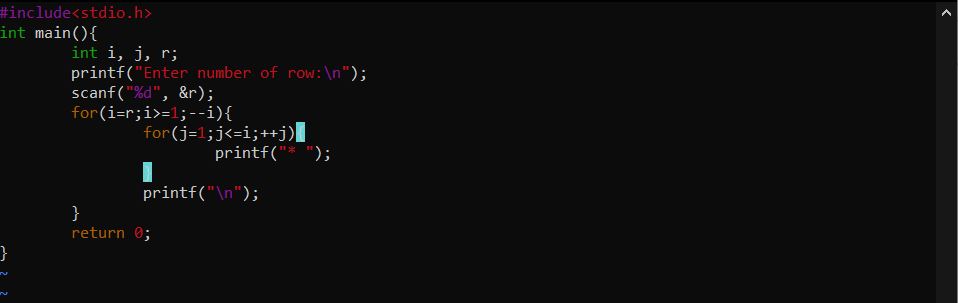 #include<stdio.h>
int main(){
        int i, j, r;
        printf("Enter number of row:\n");
        scanf("%d", &r);
        for(i=r;i>=1;--i){
                for(j=1;j<=i;++j){
                        printf("* ");
                }
                printf("\n");
        }
        return 0;
}
~
~